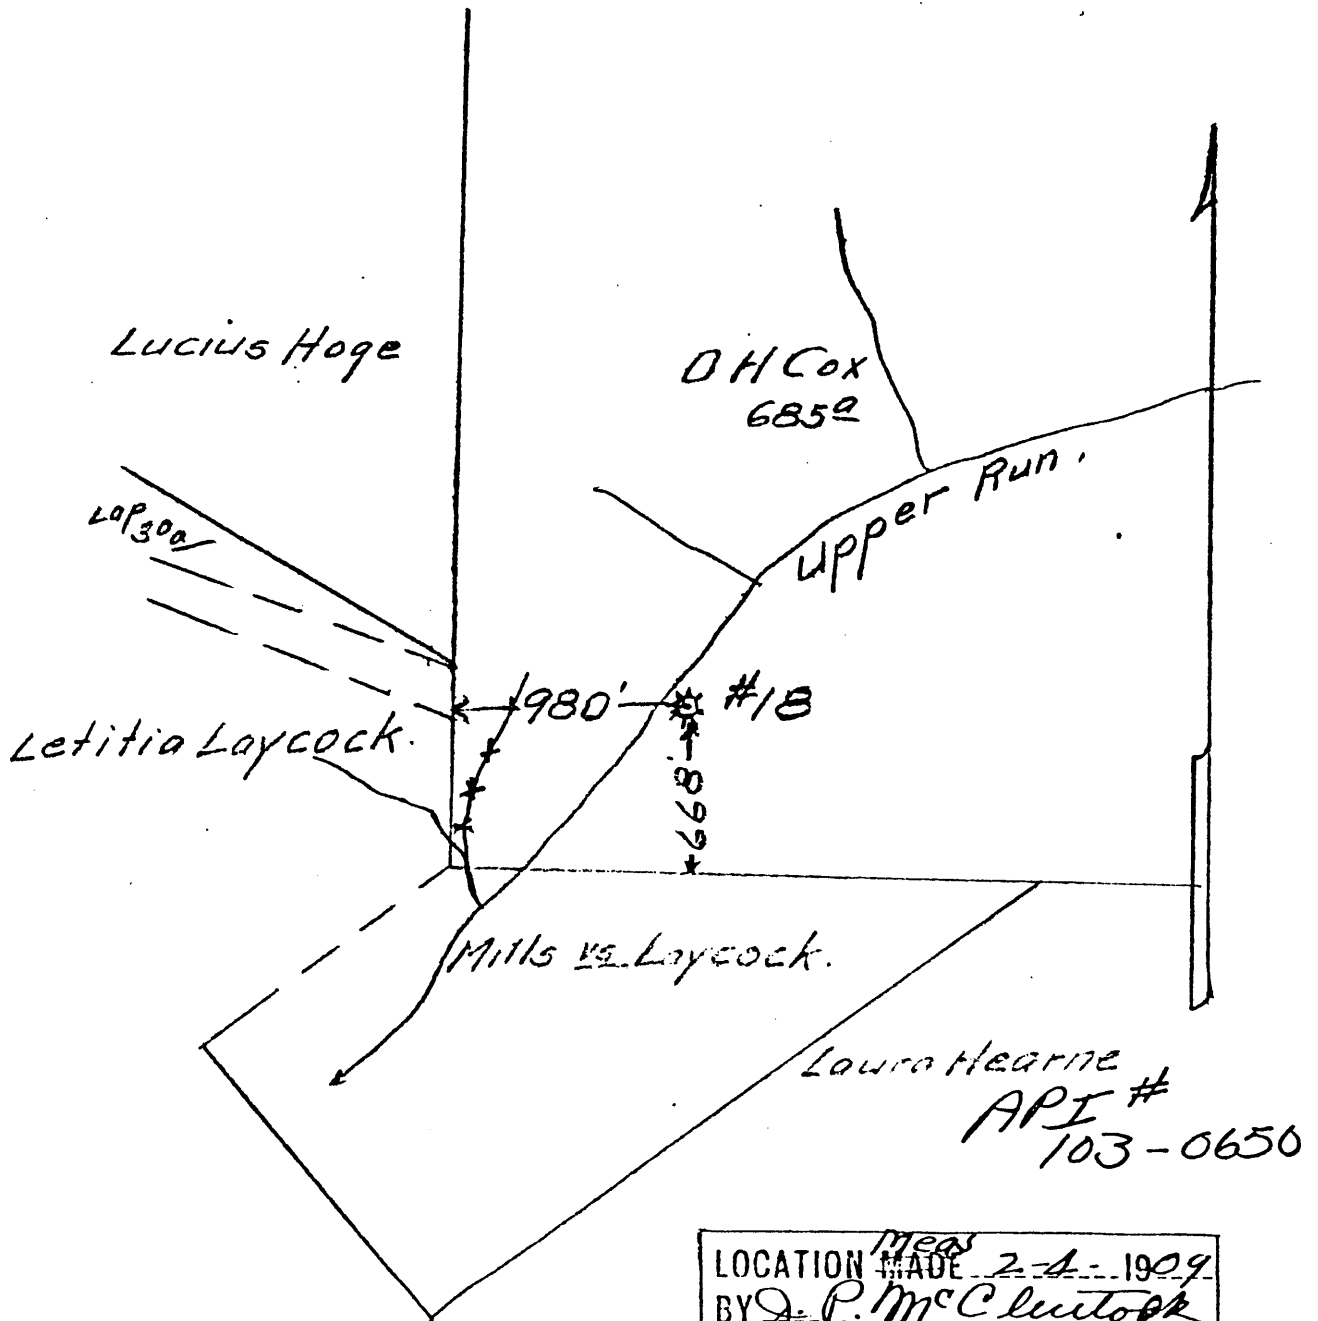 Lucius Hoge
D H Cox
685a
Lap 30a
Upper Run.
980'
#18
668'
Letitia Laycock.
Mills vs. Laycock.
Laura Hearne
API #
103-0650
Meas
LOCATION MADE 2-4-1909
BY J. P. McClintock